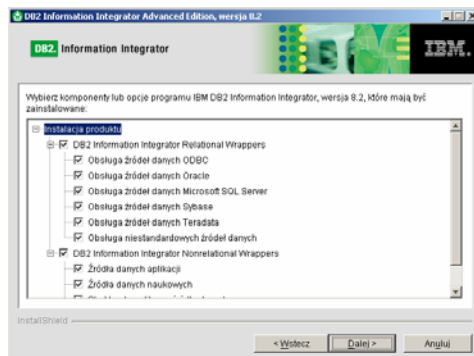 DB2 Information Integrator Advanced Edition, wersja 8.2
DB2. Information Integrator
IBM.
Wybierz komponenty lub opcje programu IBM DB2 Information Integrator, wersja 8.2, które mają być
zainstalowane:
Instalacja produktu
DB2 Information Integrator Relational Wrappers
Obsługa źródeł danych ODBC
Obsługa źródeł danych Oracle
Obsługa źródeł danych Microsoft SQL Server
Obsługa źródeł danych Sybase
Obsługa źródeł danych Teradata
Obsługa niestandardowych źródeł danych
DB2 Information Integrator Nonrelational Wrappers
Źródła danych aplikacji
Źródła danych naukowych
InstallShield
< Wstecz
Dalej >
Anuluj